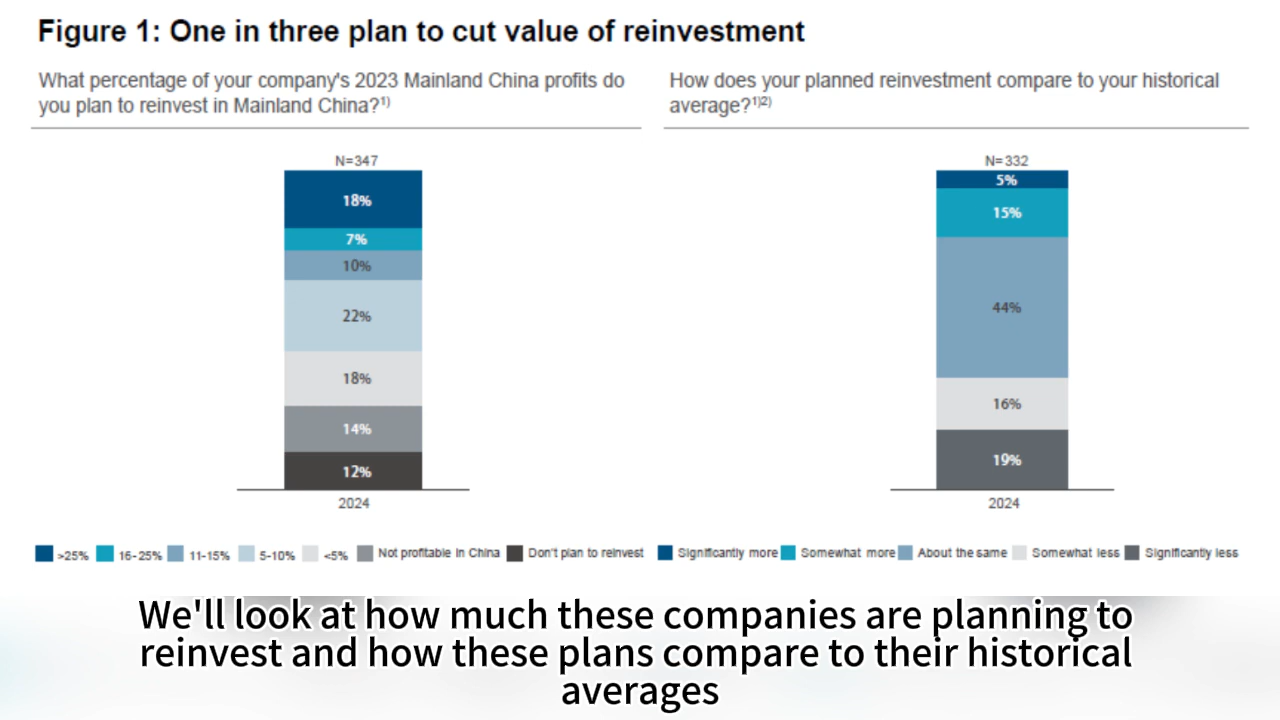 Figure 1: One in three plan to cut value of reinvestment
What percentage of your company's 2023 Mainland China profits do
you plan to reinvest in Mainland China?1)
N=347
18%
7%
10%
22%
18%
14%
12%
2024
>25% 16-25% 11-15% 5-10% <5% Not profitable in China Don't plan to reinvest
How does your planned reinvestment compare to your historical
average?1)2)
N=332
5%
15%
44%
16%
19%
2024
Significantly more Somewhat more About the same Somewhat less Significantly less
We'll look at how much these companies are planning to
reinvest and how these plans compare to their historical
averages